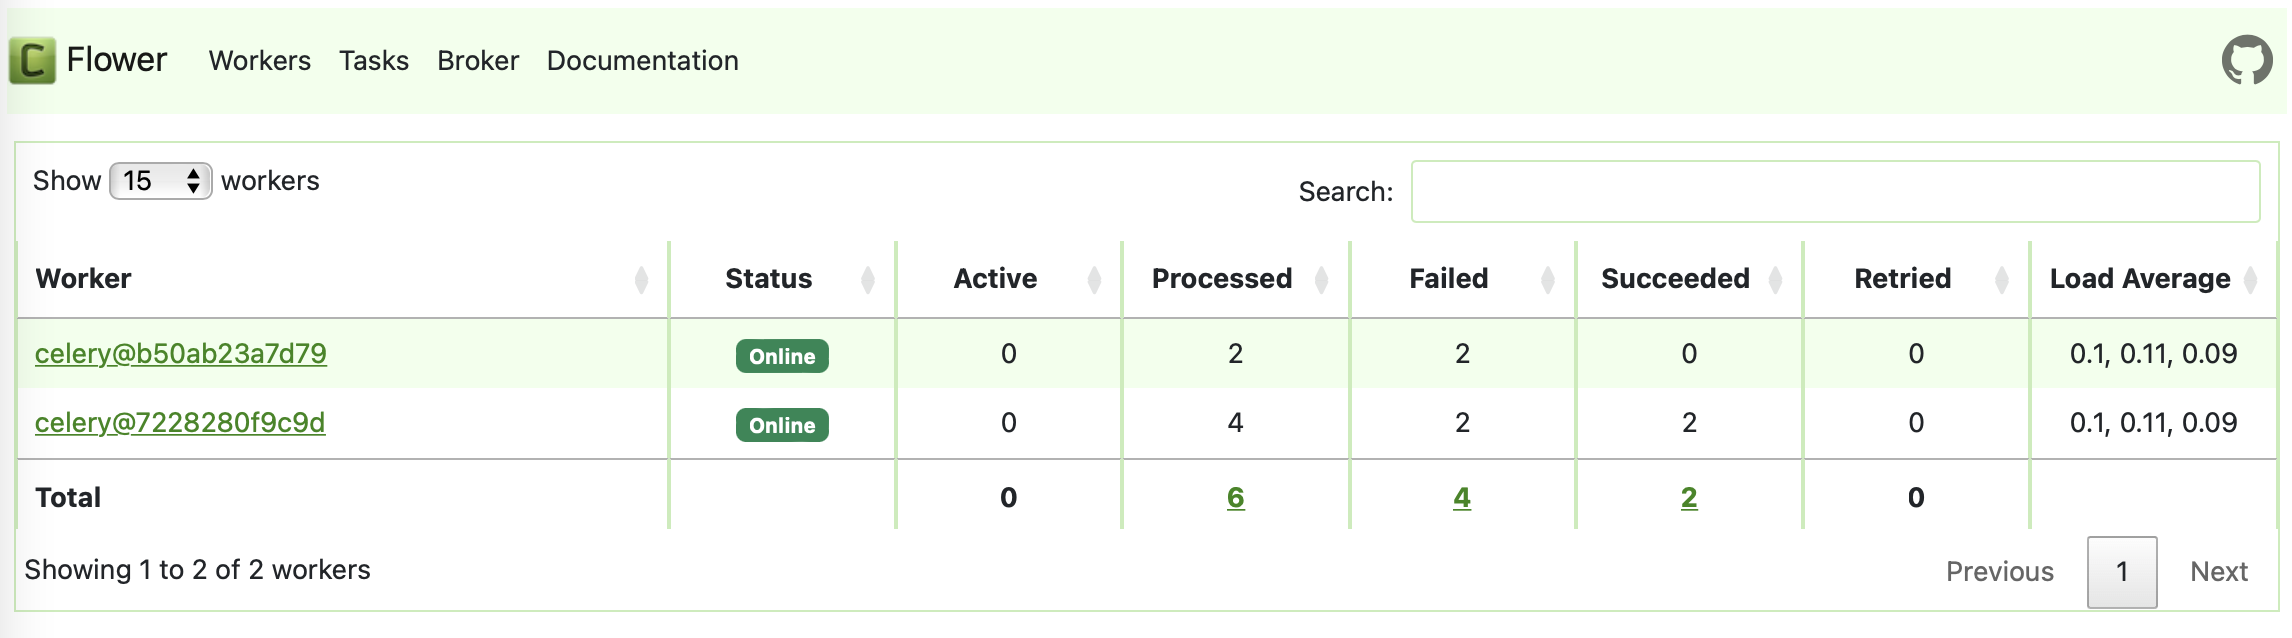 C Flower Workers Tasks Broker Documentation
Show 15 workers
Search:
Worker Status Active Processed Failed Succeeded Retried Load Average
celery@b50ab23a7d79 Online 0 2 2 0 0 0.1, 0.11, 0.09
celery@7228280f9c9d Online 0 4 2 2 0 0.1, 0.11, 0.09
Total 0 6 4 2 0
Showing 1 to 2 of 2 workers
Previous 1 Next